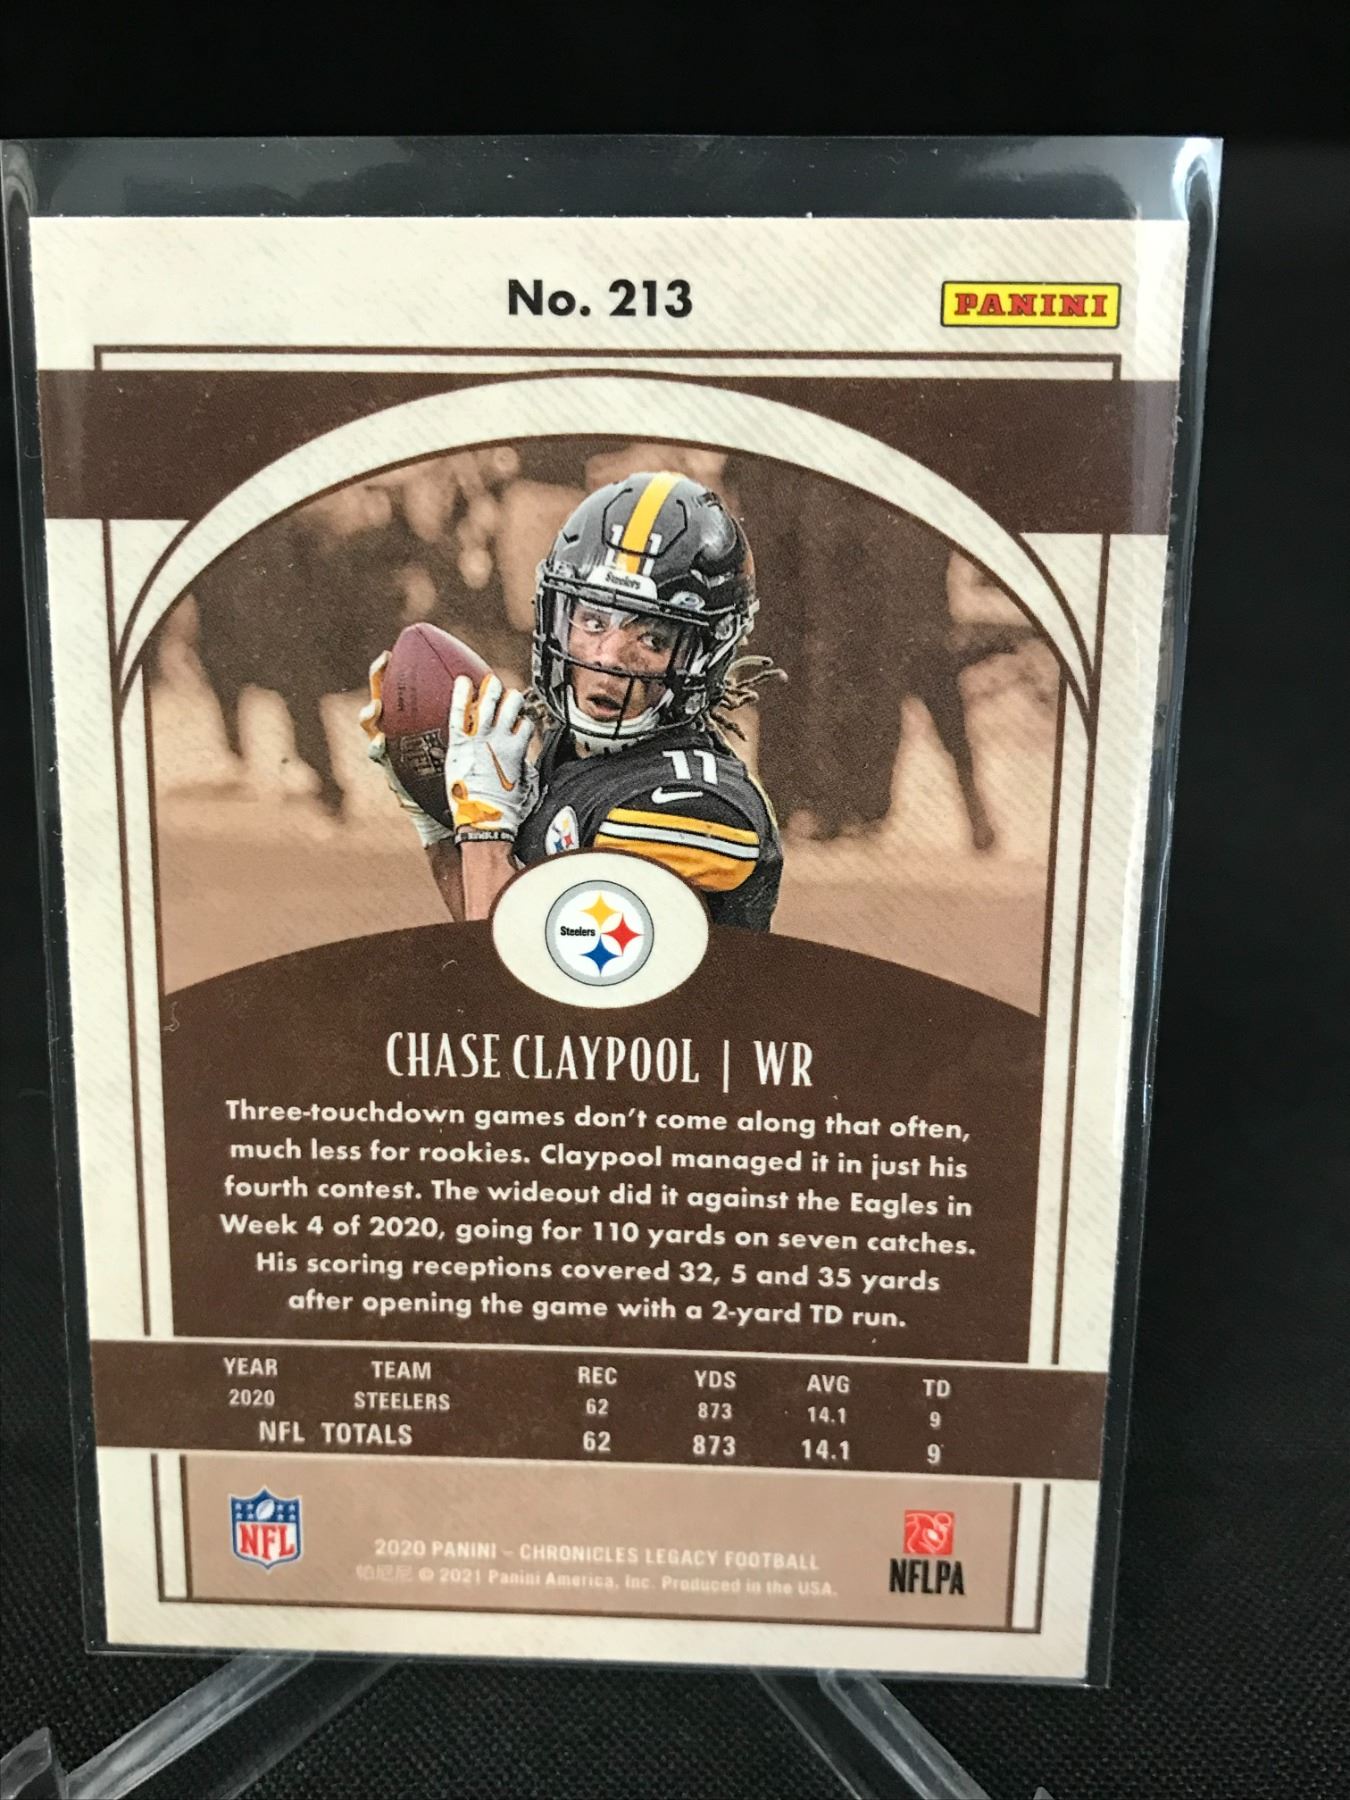 No. 213
PANINI
11
Steelers
11
Steelers
CHASE CLAYPOOL | WR
Three-touchdown games don't come along that often,
much less for rookies. Claypool managed it in just his
fourth contest. The wideout did it against the Eagles in
Week 4 of 2020, going for 110 yards on seven catches.
His scoring receptions covered 32, 5 and 35 yards
after opening the game with a 2-yard TD run.
YEAR TEAM REC YDS AVG TD
2020 STEELERS 62 873 14.1 9
NFL TOTALS 62 873 14.1 9
NFL
2020 PANINI – CHRONICLES LEGACY FOOTBALL
帕尼尼 © 2021 Panini America, Inc. Produced in the USA.
NFLPA